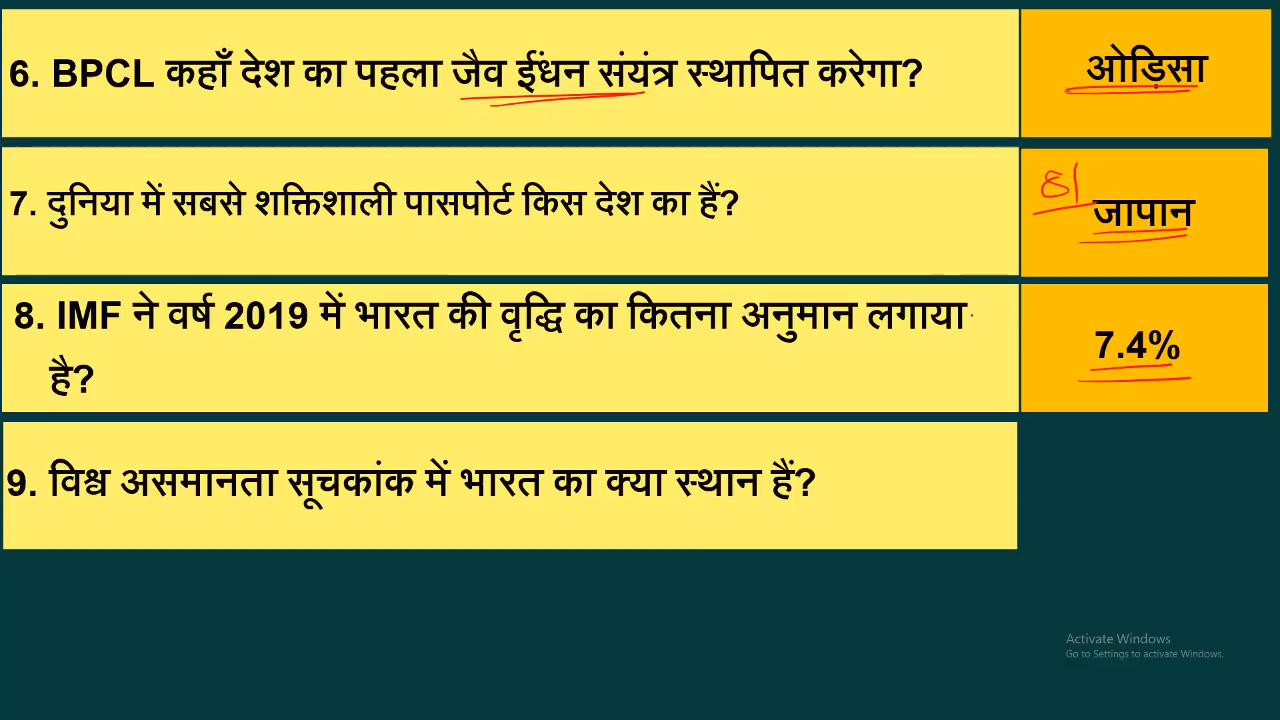 6. BPCL कहाँ देश का पहला जैव ईंधन संयंत्र स्थापित करेगा?
ओड़िसा
7. दुनिया में सबसे शक्तिशाली पासपोर्ट किस देश का हैं?
81
जापान
8. IMF ने वर्ष 2019 में भारत की वृद्धि का कितना अनुमान लगाया
है?
7.4%
9. विश्व असमानता सूचकांक में भारत का क्या स्थान हैं?
Activate Windows
Go to Settings to activate Windows.